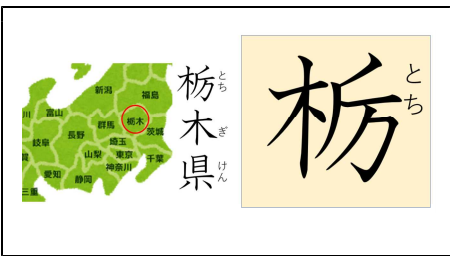 新潟
福島
川
富山
群馬
栃木
長野
茨城
岐阜
埼玉
山梨
東京
千葉
神奈川
愛知
静岡
三重
栃木県
とちぎけん
栃
とち